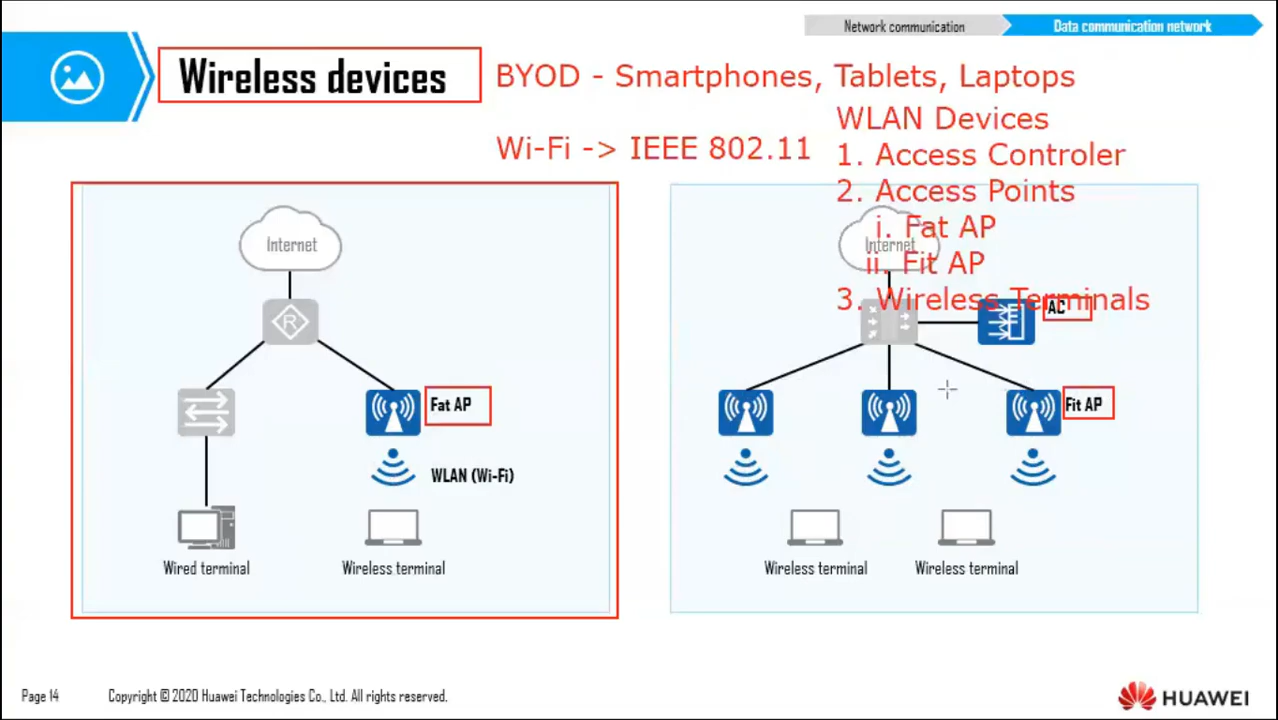 Network communication
Data communication network
Wireless devices
BYOD - Smartphones, Tablets, Laptops
WLAN Devices
Wi-Fi -> IEEE 802.11
1. Access Controler
2. Access Points
i. Fat AP
ii. Fit AP
3. Wireless Terminals
Internet
R
Fat AP
WLAN (Wi-Fi)
Wired terminal
Wireless terminal
Internet
AC
Fit AP
Wireless terminal
Wireless terminal
Page 14
Copyright © 2020 Huawei Technologies Co., Ltd. All rights reserved.
HUAWEI